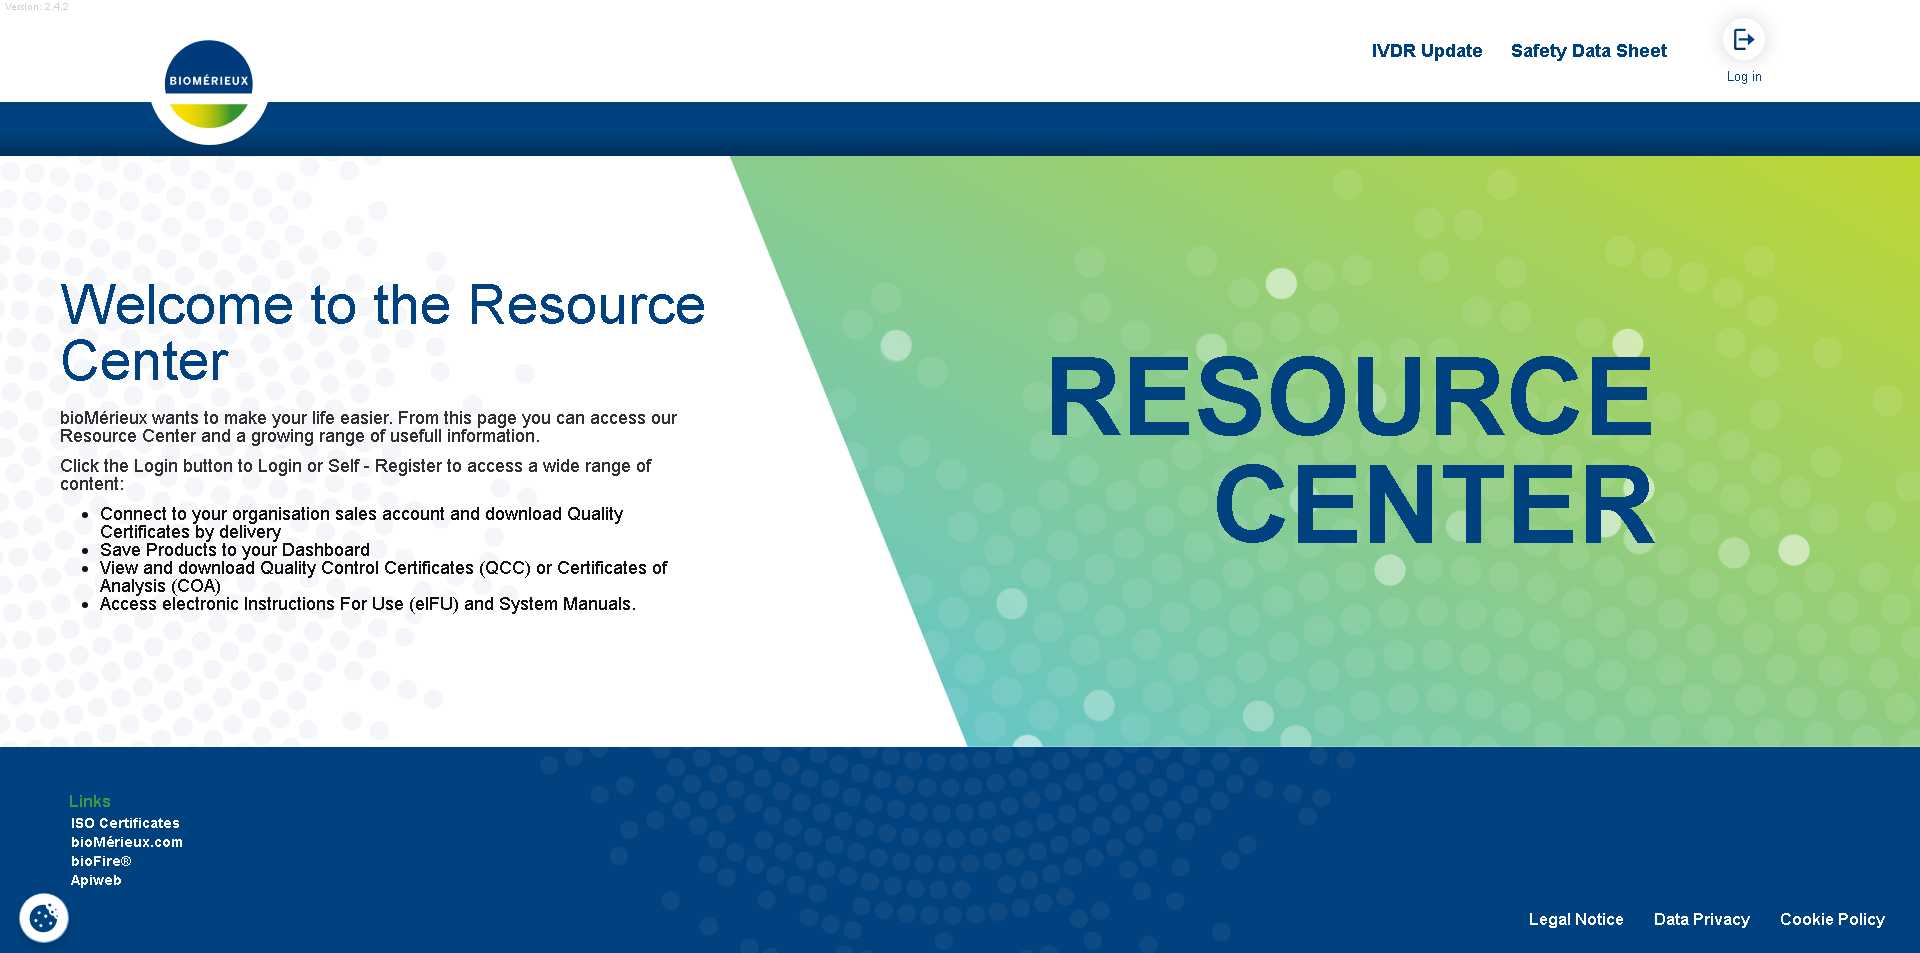 Version: 2.4.2
BIOMÉRIEUX
IVDR Update
Safety Data Sheet
Log in
Welcome to the Resource
Center
bioMérieux wants to make your life easier. From this page you can access our
Resource Center and a growing range of usefull information.
Click the Login button to Login or Self - Register to access a wide range of
content:
• Connect to your organisation sales account and download Quality
Certificates by delivery
• Save Products to your Dashboard
• View and download Quality Control Certificates (QCC) or Certificates of
Analysis (COA)
• Access electronic Instructions For Use (eIFU) and System Manuals.
RESOURCE
CENTER
Links
ISO Certificates
bioMérieux.com
bioFire®
Apiweb
Legal Notice
Data Privacy
Cookie Policy